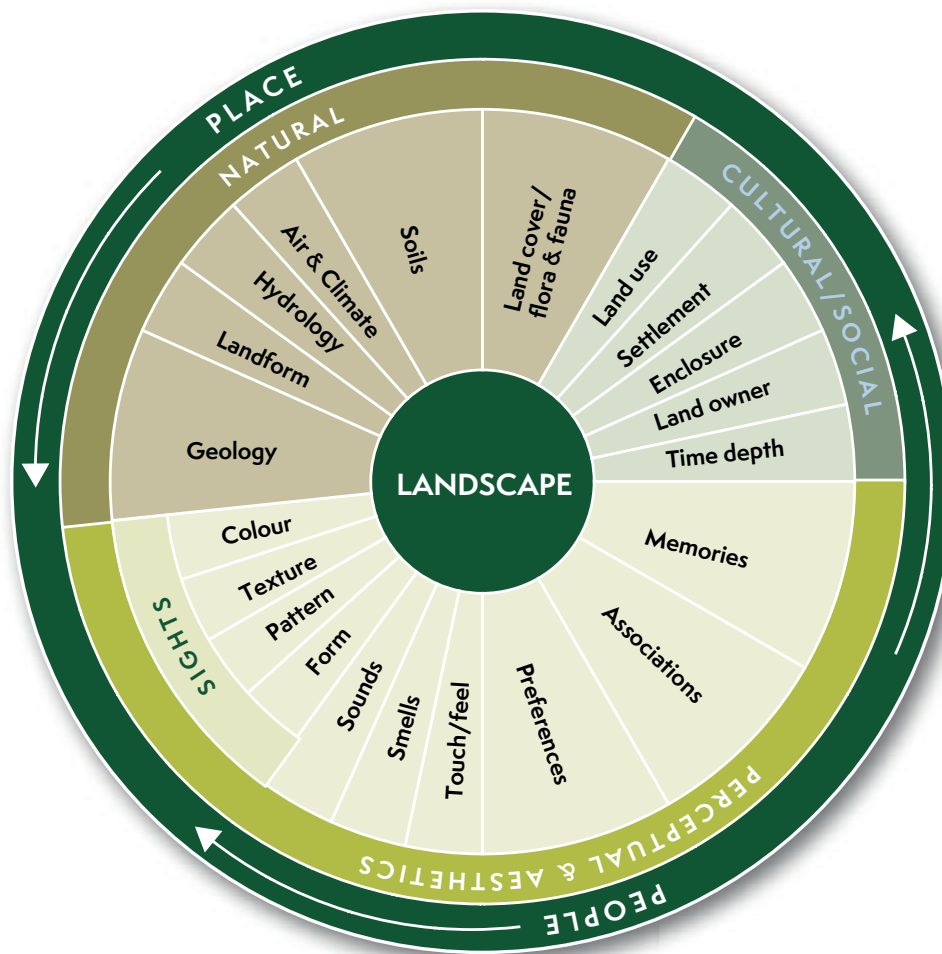 PLACE
NATURAL
CULTURAL/SOCIAL
Geology
Landform
Hydrology
Air & Climate
Soils
Land cover/
flora & fauna
Land use
Settlement
Enclosure
Land owner
Time depth
LANDSCAPE
Memories
Associations
Preferences
Touch/feel
Smells
Sounds
Form
Pattern
Texture
Colour
SIGHTS
PERCEPTUAL & AESTHETICS
PEOPLE